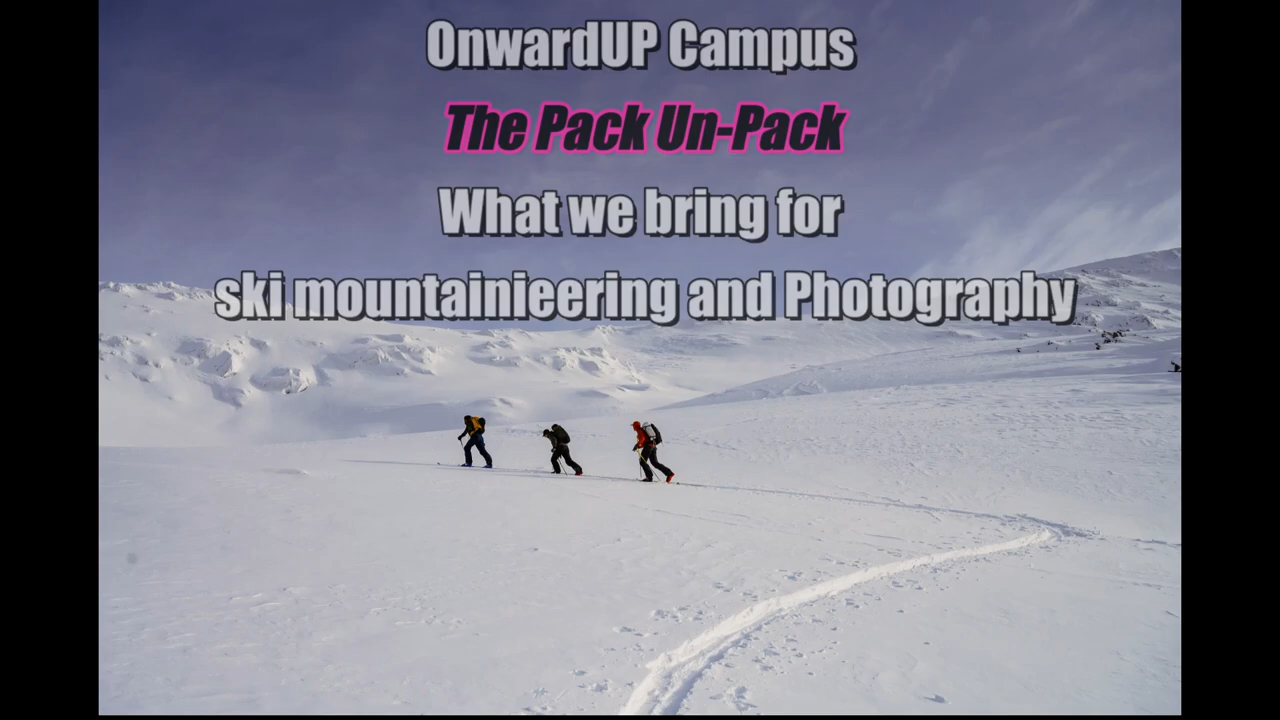 OnwardUP Campus
The Pack Un-Pack
What we bring for
ski mountainieering and Photography